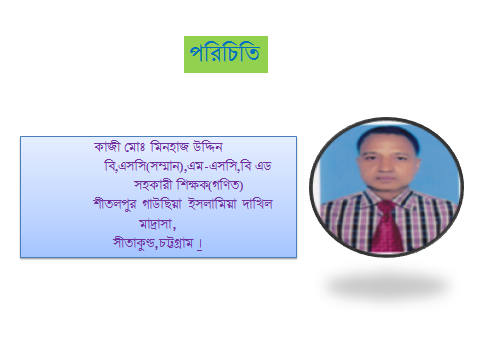 পরিচিতি
কাজী মোঃ মিনহাজ উদ্দিন
বি,এসসি(সম্মান),এম-এসসি,বি এড
সহকারী শিক্ষক(গণিত)
শীতলপুর গাউছিয়া ইসলামিয়া দাখিল
মাদ্রাসা,
সীতাকুন্ড,চট্টগ্রাম।